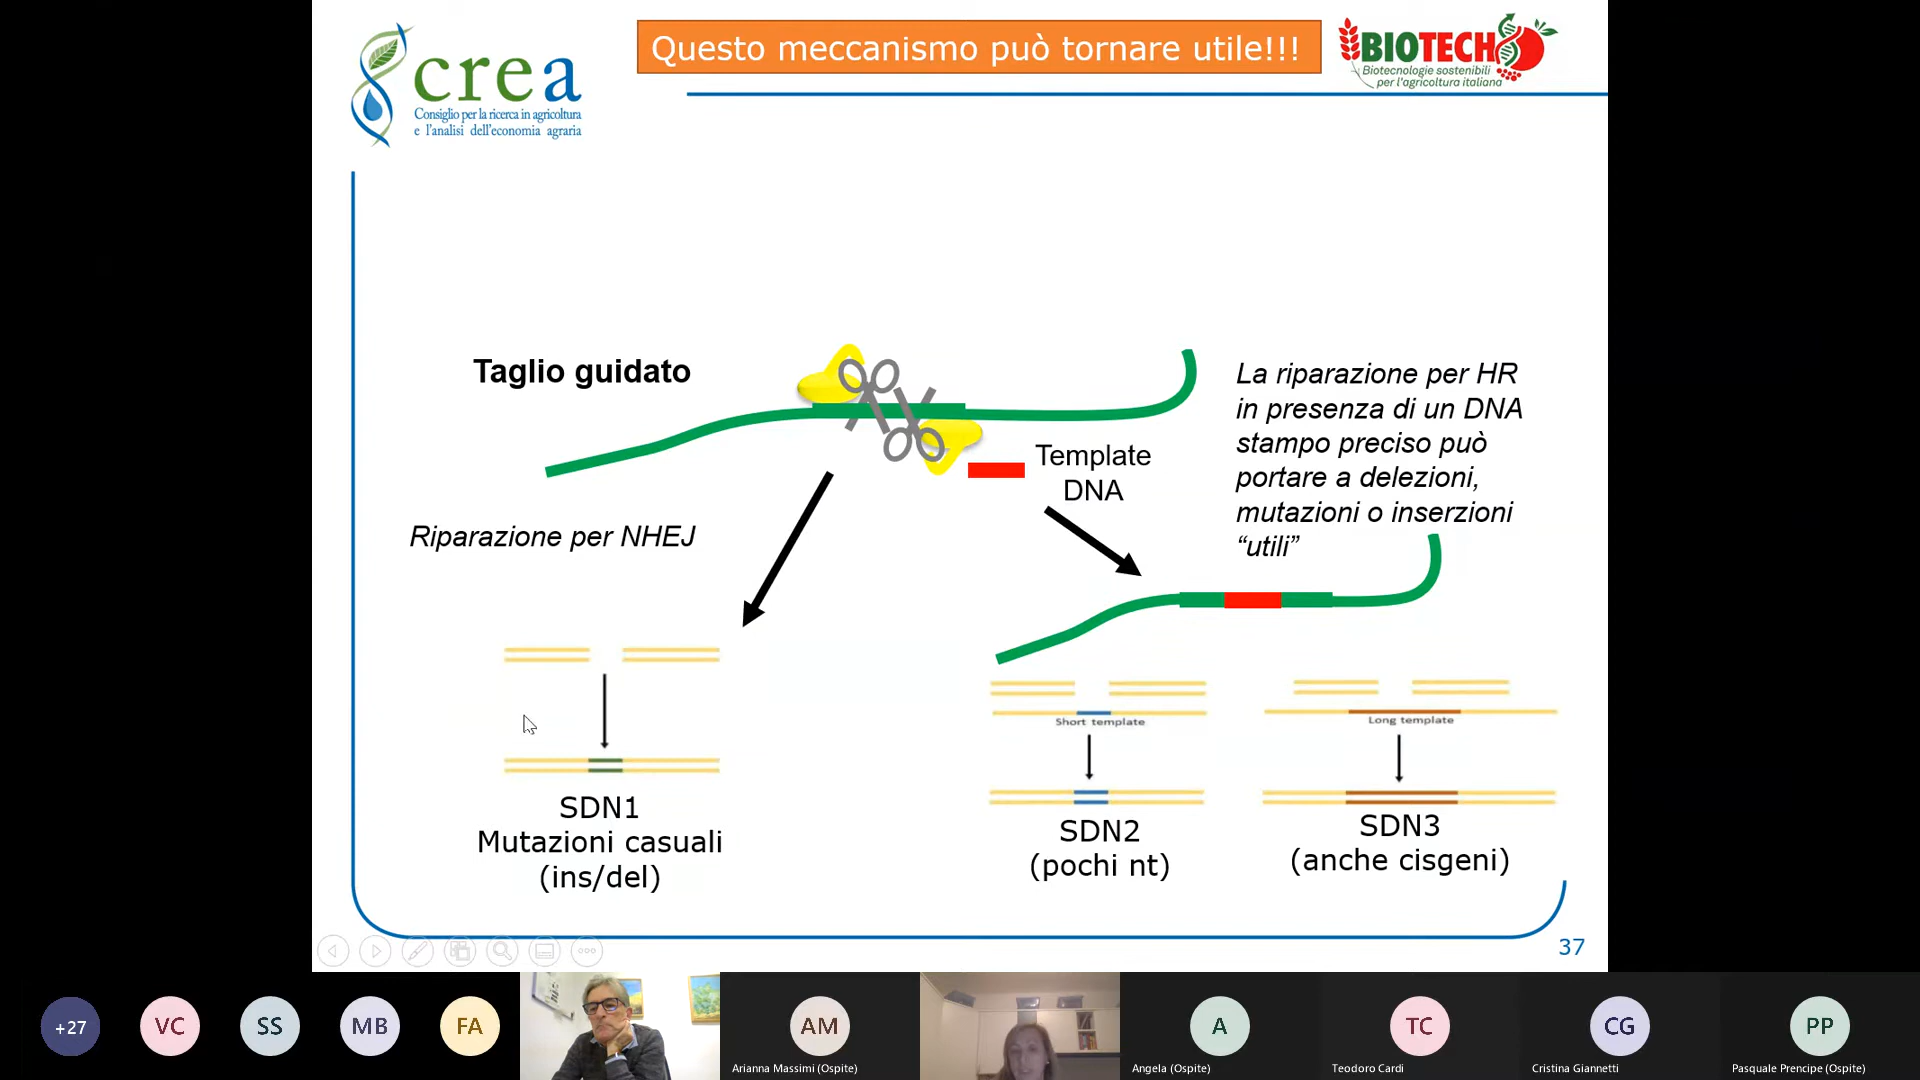 crea
Consiglio per la ricerca in agricoltura
e l'analisi dell'economia agraria
Questo meccanismo può tornare utile!!!
BIOTECH
Biotecnologie sostenibili
per l'agricoltura italiana
Taglio guidato
Template
DNA
La riparazione per HR
in presenza di un DNA
stampo preciso può
portare a delezioni,
mutazioni o inserzioni
“utili”
Riparazione per NHEJ
SDN1
Mutazioni casuali
(ins/del)
Short template
SDN2
(pochi nt)
Long template
SDN3
(anche cisgeni)
37
+27
VC
SS
MB
FA
AM
Arianna Massimi (Ospite)
A
Angela (Ospite)
TC
Teodoro Cardi
CG
Cristina Giannetti
PP
Pasquale Prencipe (Ospite)